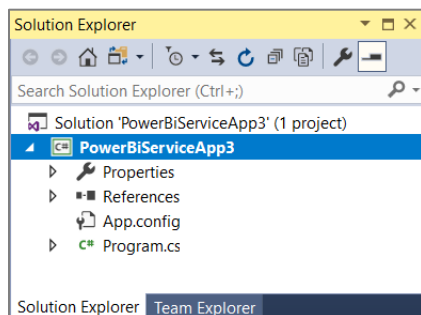 Solution Explorer
Search Solution Explorer (Ctrl+;)
Solution 'PowerBiServiceApp3' (1 project)
C# PowerBiServiceApp3
Properties
References
App.config
C# Program.cs
Solution Explorer Team Explorer